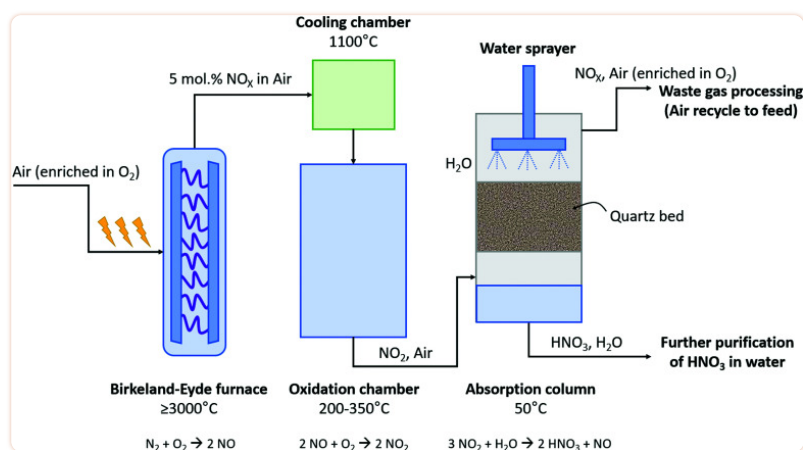 Cooling chamber
1100°C
5 mol.% NOX in Air
Water sprayer
NOX, Air (enriched in O2)
Waste gas processing
(Air recycle to feed)
Air (enriched in O2)
H2O
Quartz bed
NO2, Air
HNO3, H2O
Further purification
of HNO3 in water
Birkeland-Eyde furnace
≥3000°C
Oxidation chamber
200-350°C
Absorption column
50°C
N2 + O2 → 2 NO
2 NO + O2 → 2 NO2
3 NO2 + H2O → 2 HNO3 + NO